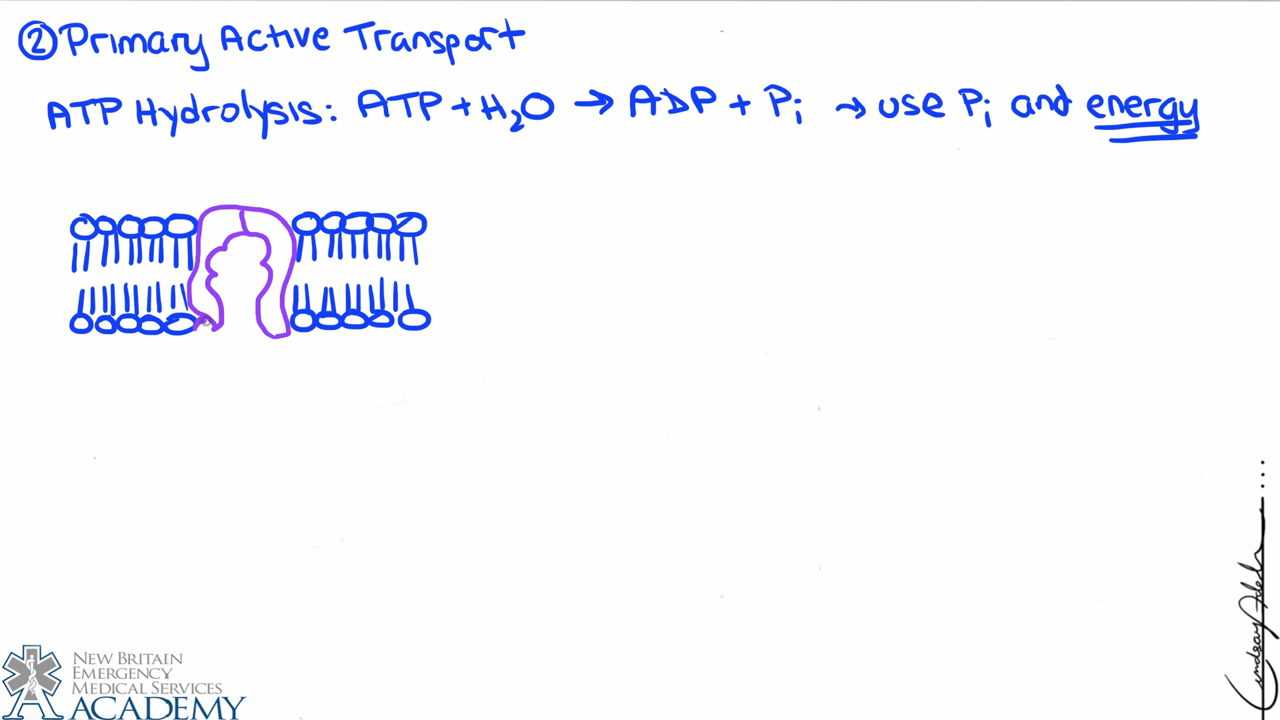 ② Primary Active Transport
ATP Hydrolysis: ATP + H₂O → ADP + Pᵢ → use Pᵢ and energy
NEW BRITAIN
EMERGENCY
MEDICAL SERVICES
ACADEMY
Lindsay
...